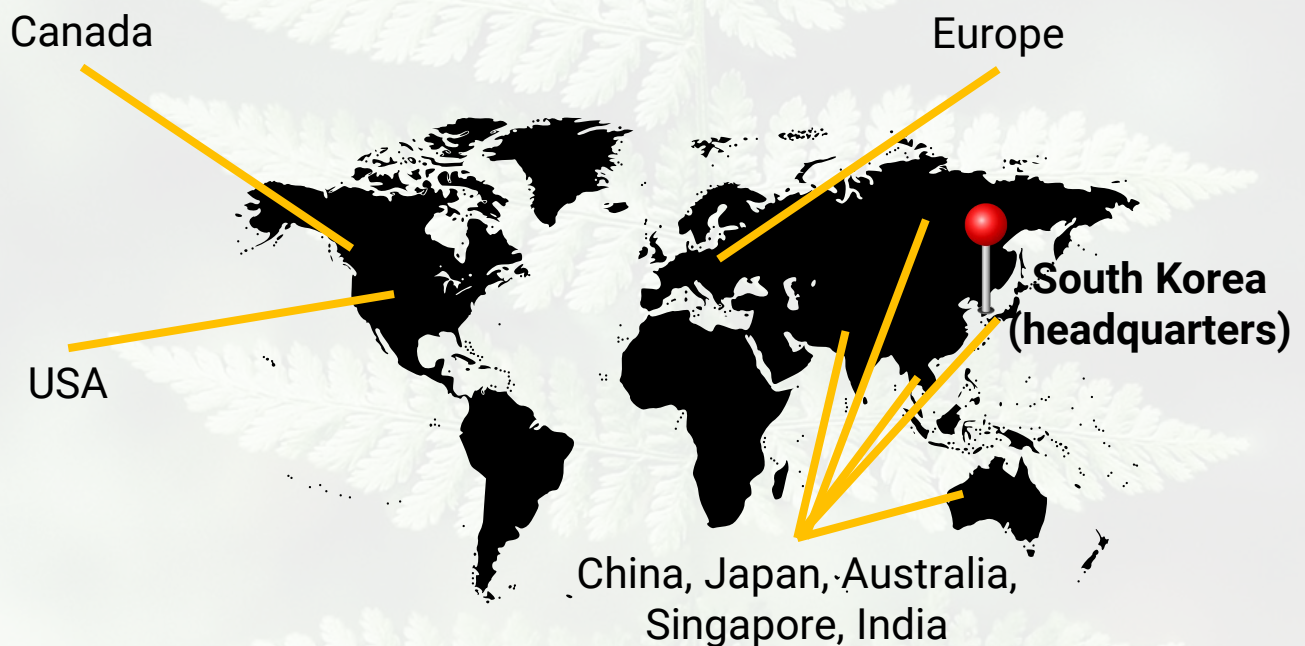 Canada
Europe
South Korea
(headquarters)
USA
China, Japan, Australia,
Singapore, India